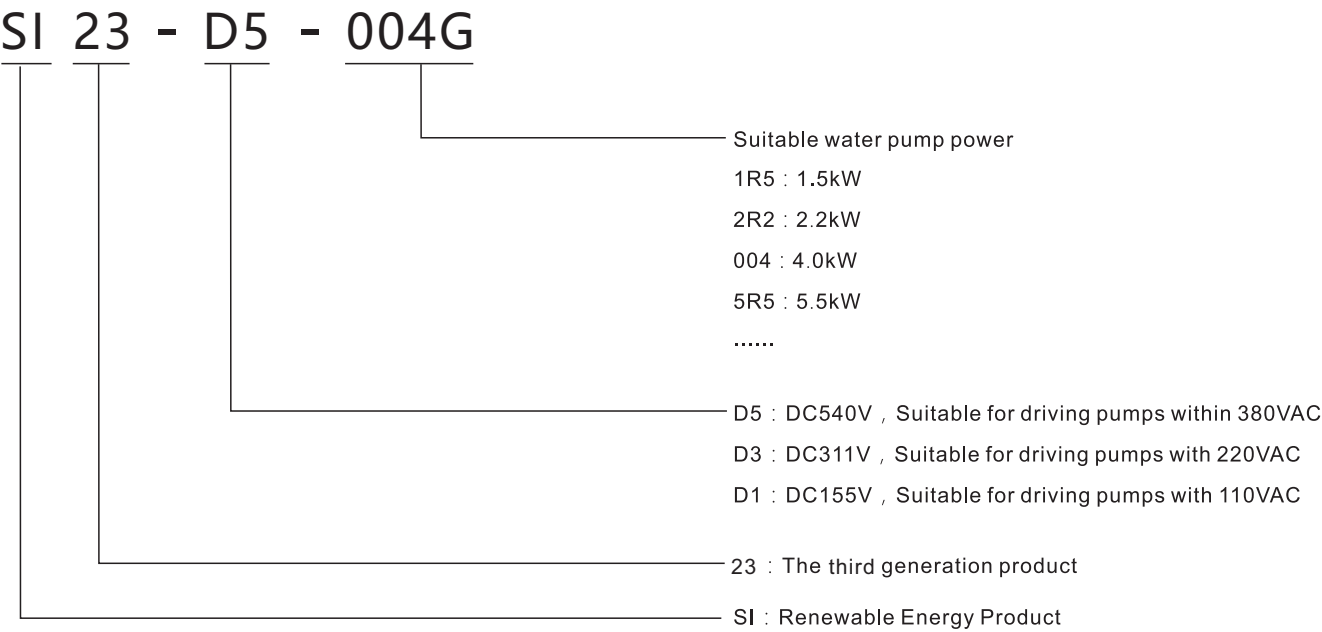 SI 23 - D5 - 004G
Suitable water pump power
1R5 : 1.5kW
2R2 : 2.2kW
004 : 4.0kW
5R5 : 5.5kW
......
D5 : DC540V , Suitable for driving pumps within 380VAC
D3 : DC311V , Suitable for driving pumps with 220VAC
D1 : DC155V , Suitable for driving pumps with 110VAC
23 : The third generation product
SI : Renewable Energy Product